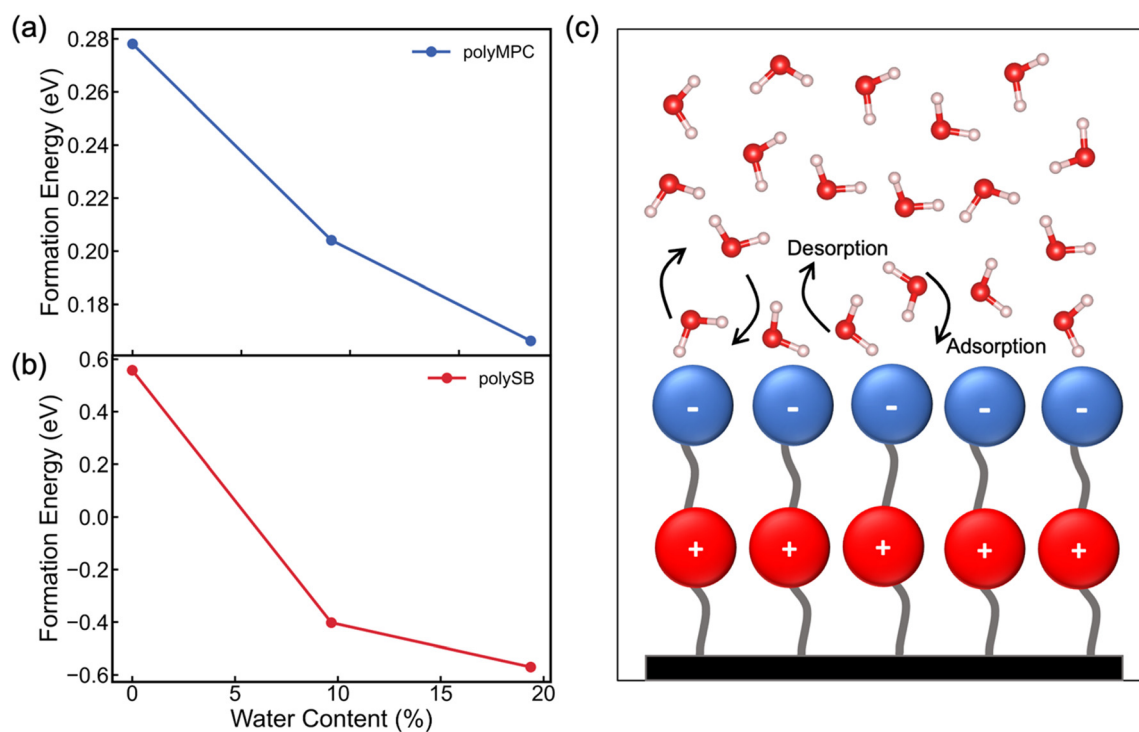 (a)
polyMPC
0.28
0.26
0.24
0.22
0.20
0.18
Formation Energy (eV)
(b)
polySB
0.6
0.4
0.2
0.0
−0.2
−0.4
−0.6
Formation Energy (eV)
0 5 10 15 20
Water Content (%)
(c)
Desorption
Adsorption
- - - - -
+ + + + +